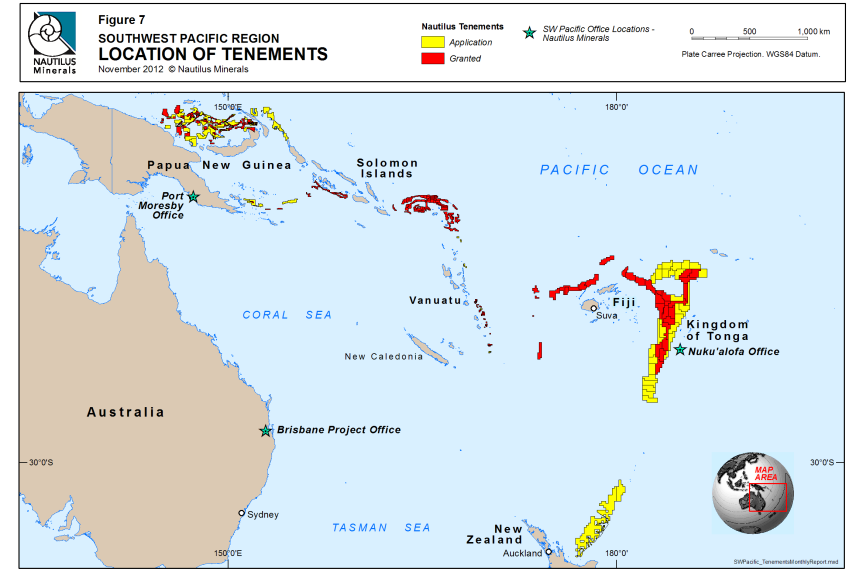 NAUTILUS
Minerals
Figure 7
SOUTHWEST PACIFIC REGION
LOCATION OF TENEMENTS
November 2012 © Nautilus Minerals
Nautilus Tenements
Application
Granted
SW Pacific Office Locations -
Nautilus Minerals
0 500 1,000 km
Plate Carree Projection. WGS84 Datum.
150°0'E
180°0'
Papua New Guinea
Solomon
Islands
PACIFIC OCEAN
Port
Moresby
Office
Vanuatu
Fiji
Suva
CORAL SEA
Kingdom
of Tonga
Nuku'alofa Office
New Caledonia
Australia
Brisbane Project Office
30°0'S
30°0'S
MAP
AREA
Sydney
TASMAN SEA
New
Zealand
Auckland
150°0'E
180°0'
SWPacific_TenementsMonthlyReport.mxd